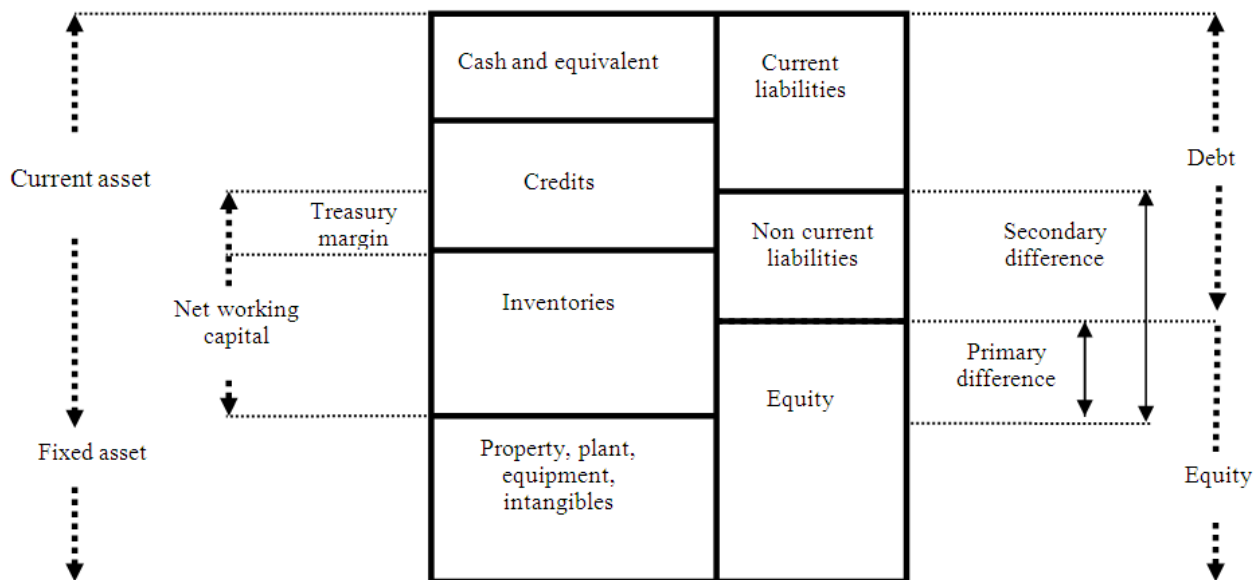 Cash and equivalent
Current
liabilities
Debt
Current asset
Credits
Treasury
margin
Non current
liabilities
Secondary
difference
Inventories
Net working
capital
Primary
difference
Equity
Fixed asset
Property, plant,
equipment,
intangibles
Equity